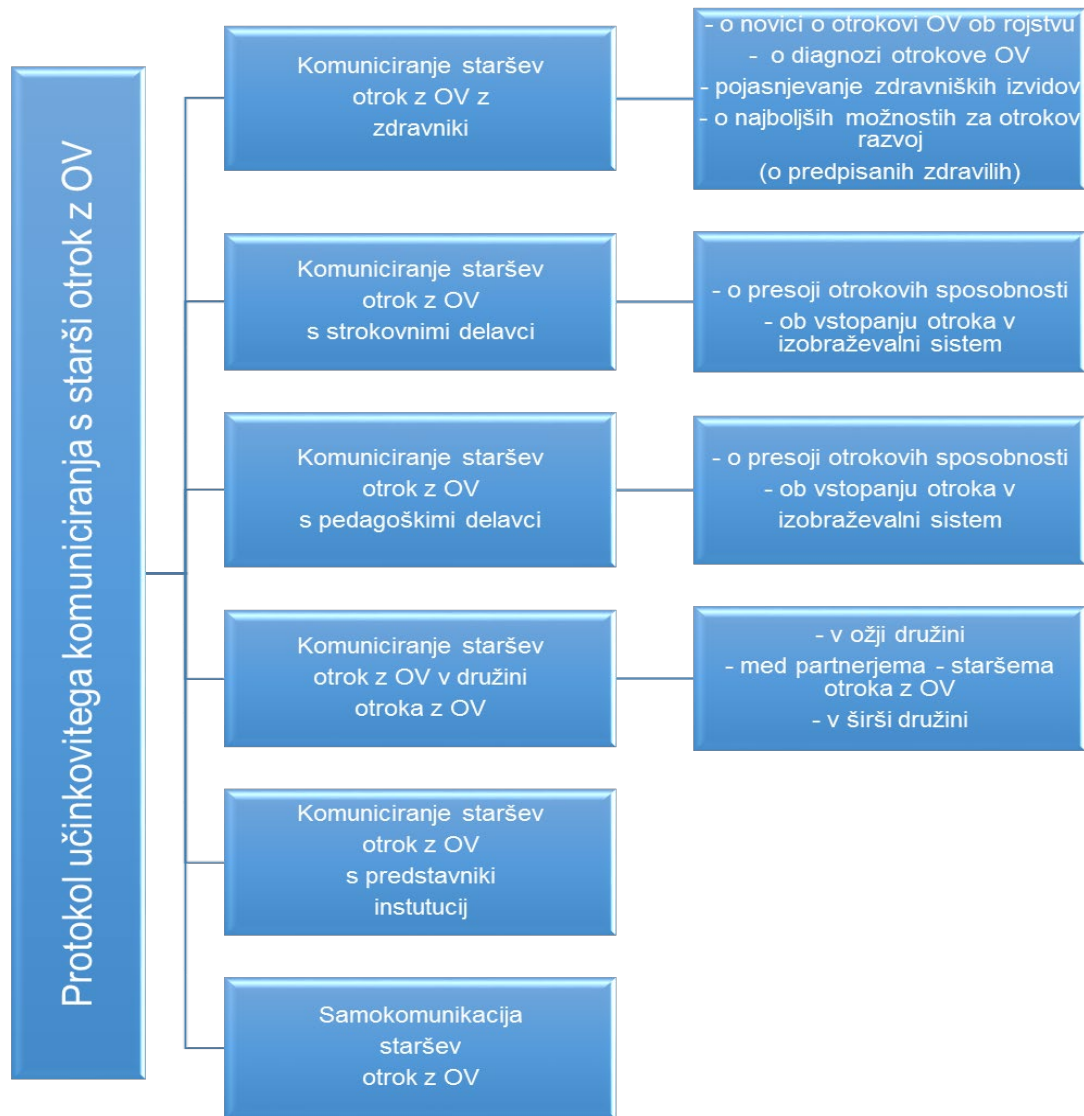 Protokol učinkovitega komuniciranja s starši otrok z OV
Komuniciranje staršev
otrok z OV z
zdravniki
- o novici o otrokovi OV ob rojstvu
- o diagnozi otrokove OV
- pojasnjevanje zdravniških izvidov
- o najboljših možnostih za otrokov
razvoj
(o predpisanih zdravilih)
Komuniciranje staršev
otrok z OV
s strokovnimi delavci
- o presoji otrokovih sposobnosti
- ob vstopanju otroka v
izobraževalni sistem
Komuniciranje staršev
otrok z OV
s pedagoškimi delavci
- o presoji otrokovih sposobnosti
- ob vstopanju otroka v
izobraževalni sistem
Komuniciranje staršev
otrok z OV v družini
otroka z OV
- v ožji družini
- med partnerjema - staršema
otroka z OV
- v širši družini
Komuniciranje staršev
otrok z OV
s predstavniki
instutucij
Samokomunikacija
staršev
otrok z OV